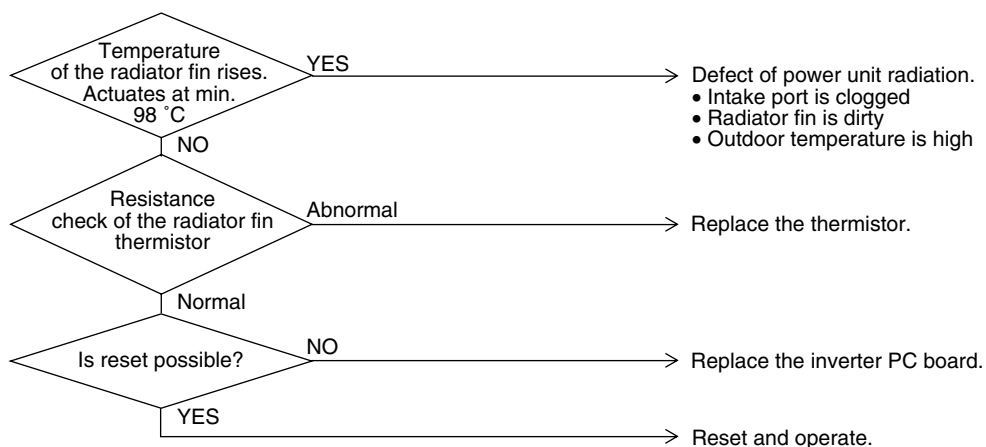 Temperature
of the radiator fin rises.
Actuates at min.
98 ˚C
YES
Defect of power unit radiation.
• Intake port is clogged
• Radiator fin is dirty
• Outdoor temperature is high
NO
Resistance
check of the radiator fin
thermistor
Abnormal
Replace the thermistor.
Normal
Is reset possible?
NO
Replace the inverter PC board.
YES
Reset and operate.